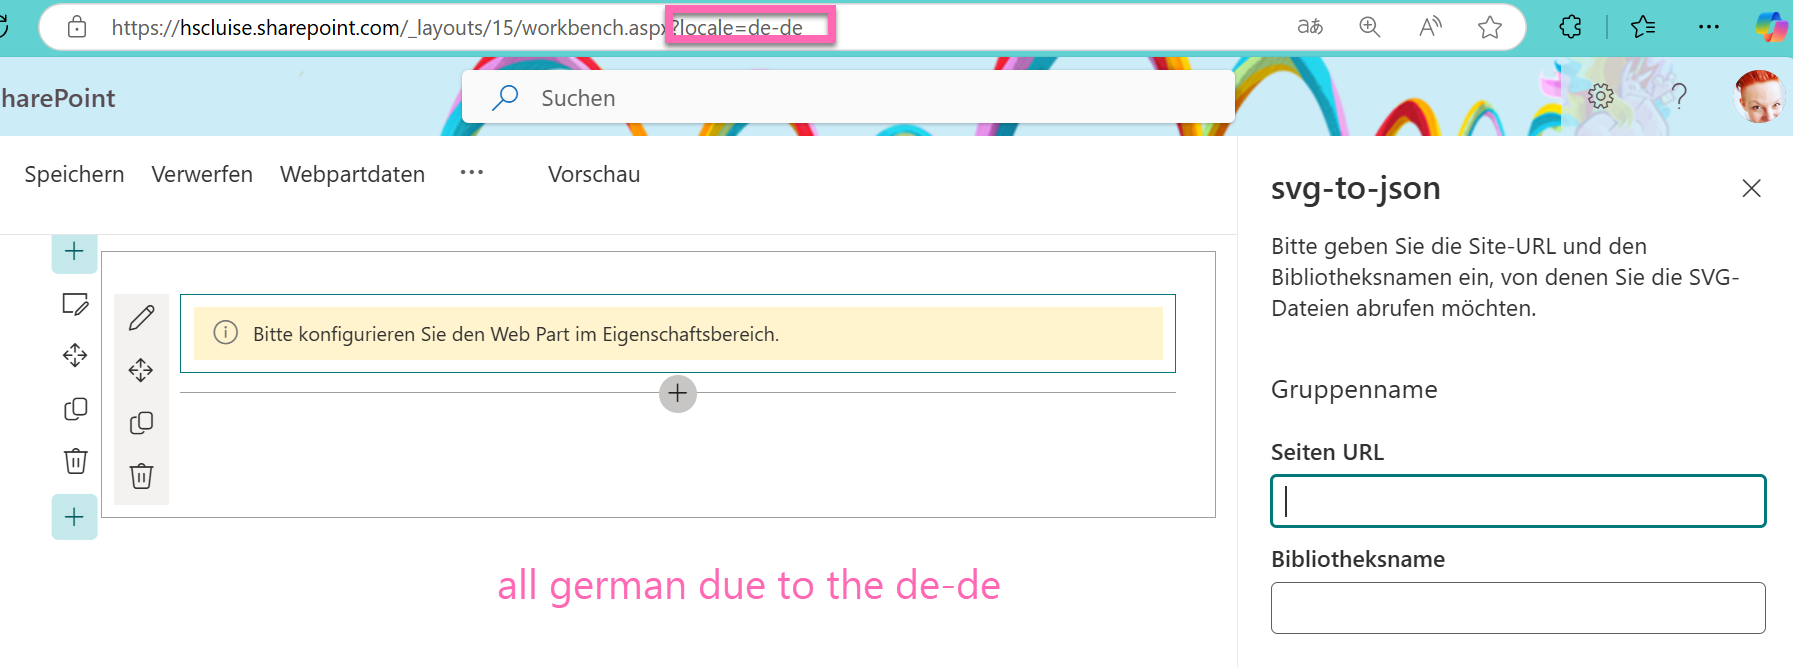 https://hscluise.sharepoint.com/_layouts/15/workbench.aspx?locale=de-de
harePoint
Suchen
Speichern Verwerfen Webpartdaten ... Vorschau
svg-to-json
Bitte geben Sie die Site-URL und den
Bibliotheksnamen ein, von denen Sie die SVG-
Dateien abrufen möchten.
Bitte konfigurieren Sie den Web Part im Eigenschaftsbereich.
Gruppenname
Seiten URL
Bibliotheksname
all german due to the de-de